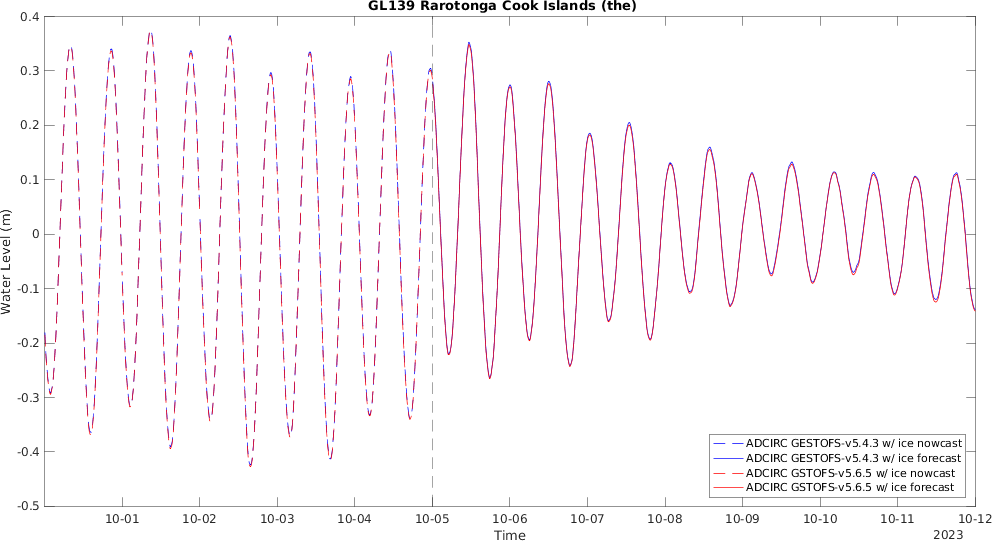 GL139 Rarotonga Cook Islands (the)
0.4
0.3
0.2
0.1
0
-0.1
-0.2
-0.3
-0.4
-0.5
Water Level (m)
ADCIRC GESTOFS-v5.4.3 w/ ice nowcast
ADCIRC GESTOFS-v5.4.3 w/ ice forecast
ADCIRC GSTOFS-v5.6.5 w/ ice nowcast
ADCIRC GSTOFS-v5.6.5 w/ ice forecast
10-01 10-02 10-03 10-04 10-05 10-06 10-07 10-08 10-09 10-10 10-11 10-12
Time
2023